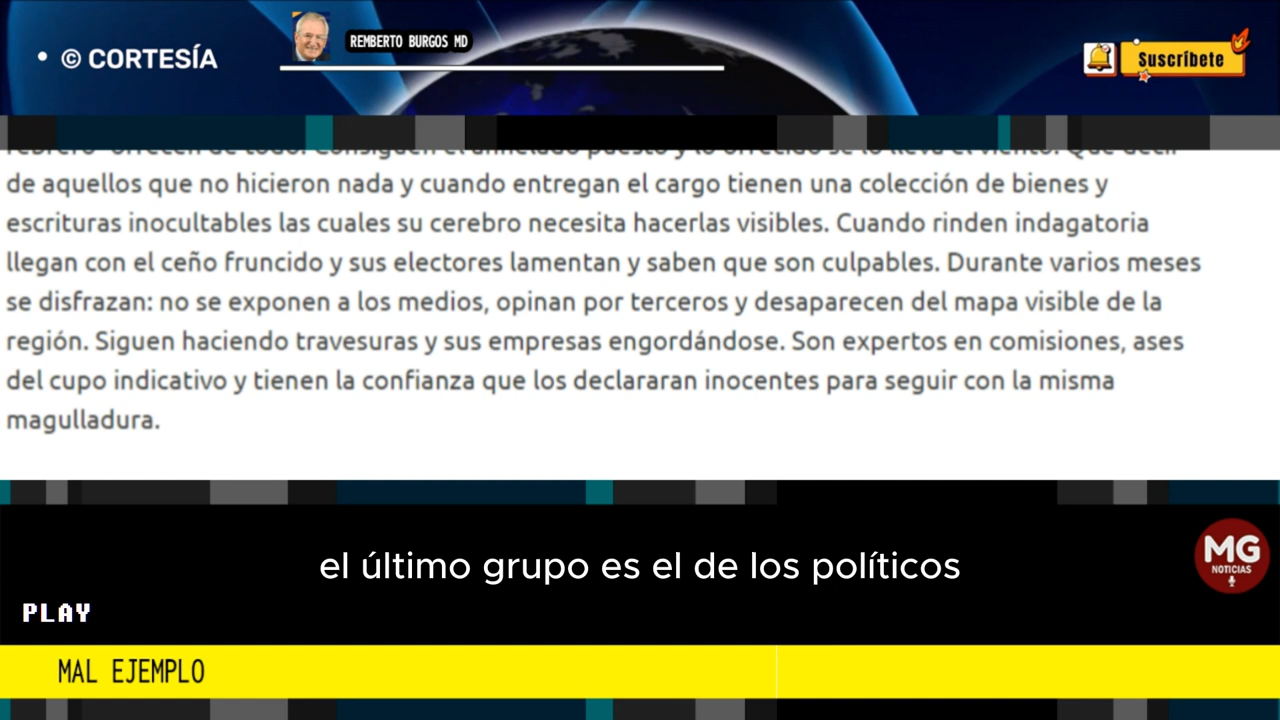 • © CORTESÍA
REMBERTO BURGOS MD
Suscríbete
de aquellos que no hicieron nada y cuando entregan el cargo tienen una colección de bienes y
escrituras inocultables las cuales su cerebro necesita hacerlas visibles. Cuando rinden indagatoria
llegan con el ceño fruncido y sus electores lamentan y saben que son culpables. Durante varios meses
se disfrazan: no se exponen a los medios, opinan por terceros y desaparecen del mapa visible de la
región. Siguen haciendo travesuras y sus empresas engordándose. Son expertos en comisiones, ases
del cupo indicativo y tienen la confianza que los declararan inocentes para seguir con la misma
magulladura.
el último grupo es el de los políticos
MG
NOTICIAS
PLAY
MAL EJEMPLO